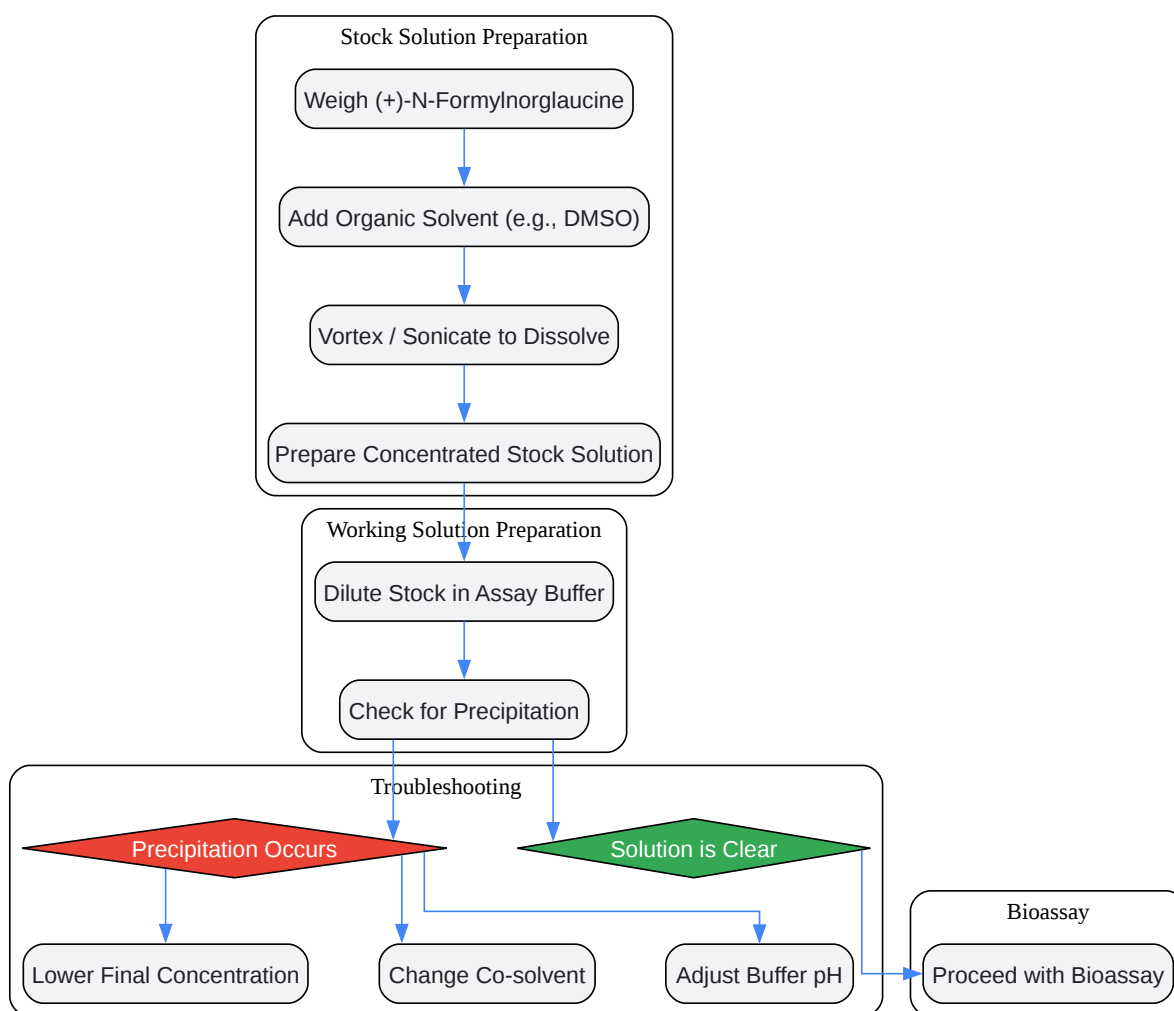 Stock Solution Preparation
Weigh (+)-N-Formylnorglaucine
Add Organic Solvent (e.g., DMSO)
Vortex / Sonicate to Dissolve
Prepare Concentrated Stock Solution
Working Solution Preparation
Dilute Stock in Assay Buffer
Check for Precipitation
Troubleshooting
Precipitation Occurs
Solution is Clear
Lower Final Concentration
Change Co-solvent
Adjust Buffer pH
Bioassay
Proceed with Bioassay